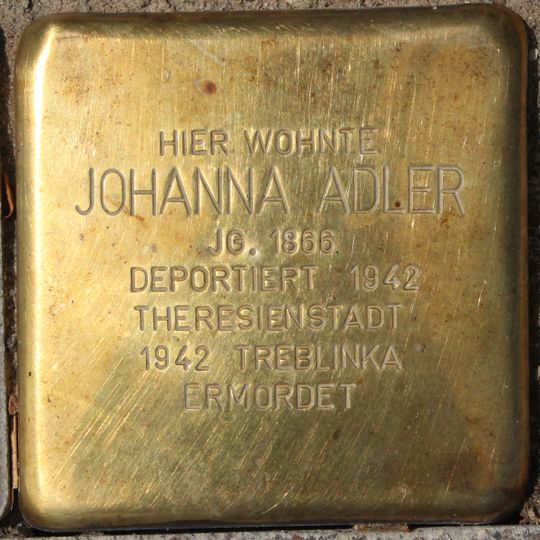 HIER WOHNTE
JOHANNA ADLER
JG. 1866
DEPORTIERT 1942
THERESIENSTADT
1942 TREBLINKA
ERMORDET